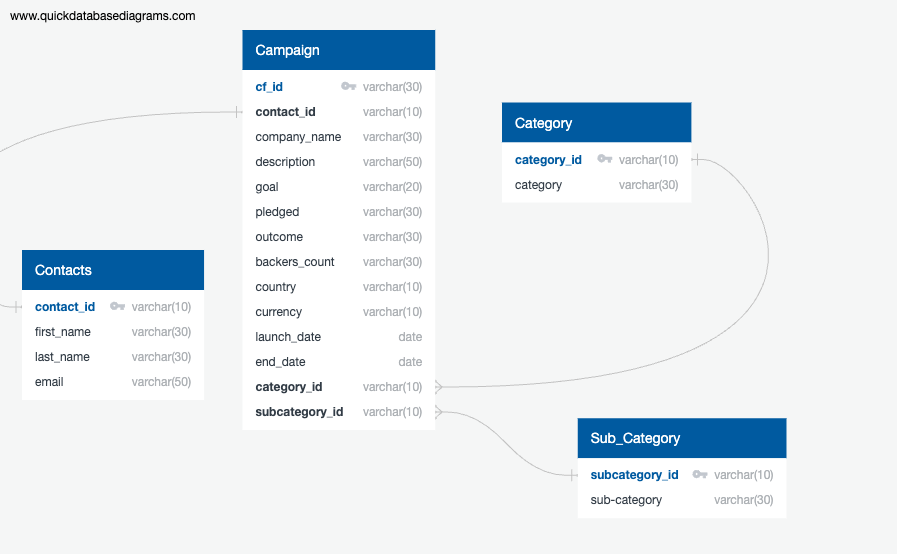 www.quickdatabasediagrams.com
Campaign
cf_id varchar(30)
contact_id varchar(10)
company_name varchar(30)
description varchar(50)
goal varchar(20)
pledged varchar(30)
outcome varchar(30)
backers_count varchar(30)
country varchar(10)
currency varchar(10)
launch_date date
end_date date
category_id varchar(10)
subcategory_id varchar(10)
Category
category_id varchar(10)
category varchar(30)
Contacts
contact_id varchar(10)
first_name varchar(30)
last_name varchar(30)
email varchar(50)
Sub_Category
subcategory_id varchar(10)
sub-category varchar(30)